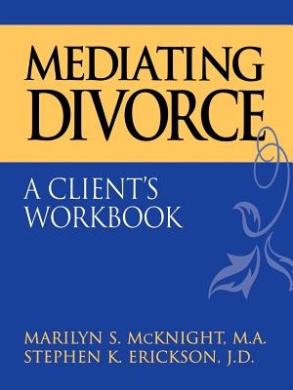 MEDIATING
DIVORCE
A CLIENT'S
WORKBOOK
MARILYN S. McKNIGHT, M.A.
STEPHEN K. ERICKSON, J.D.